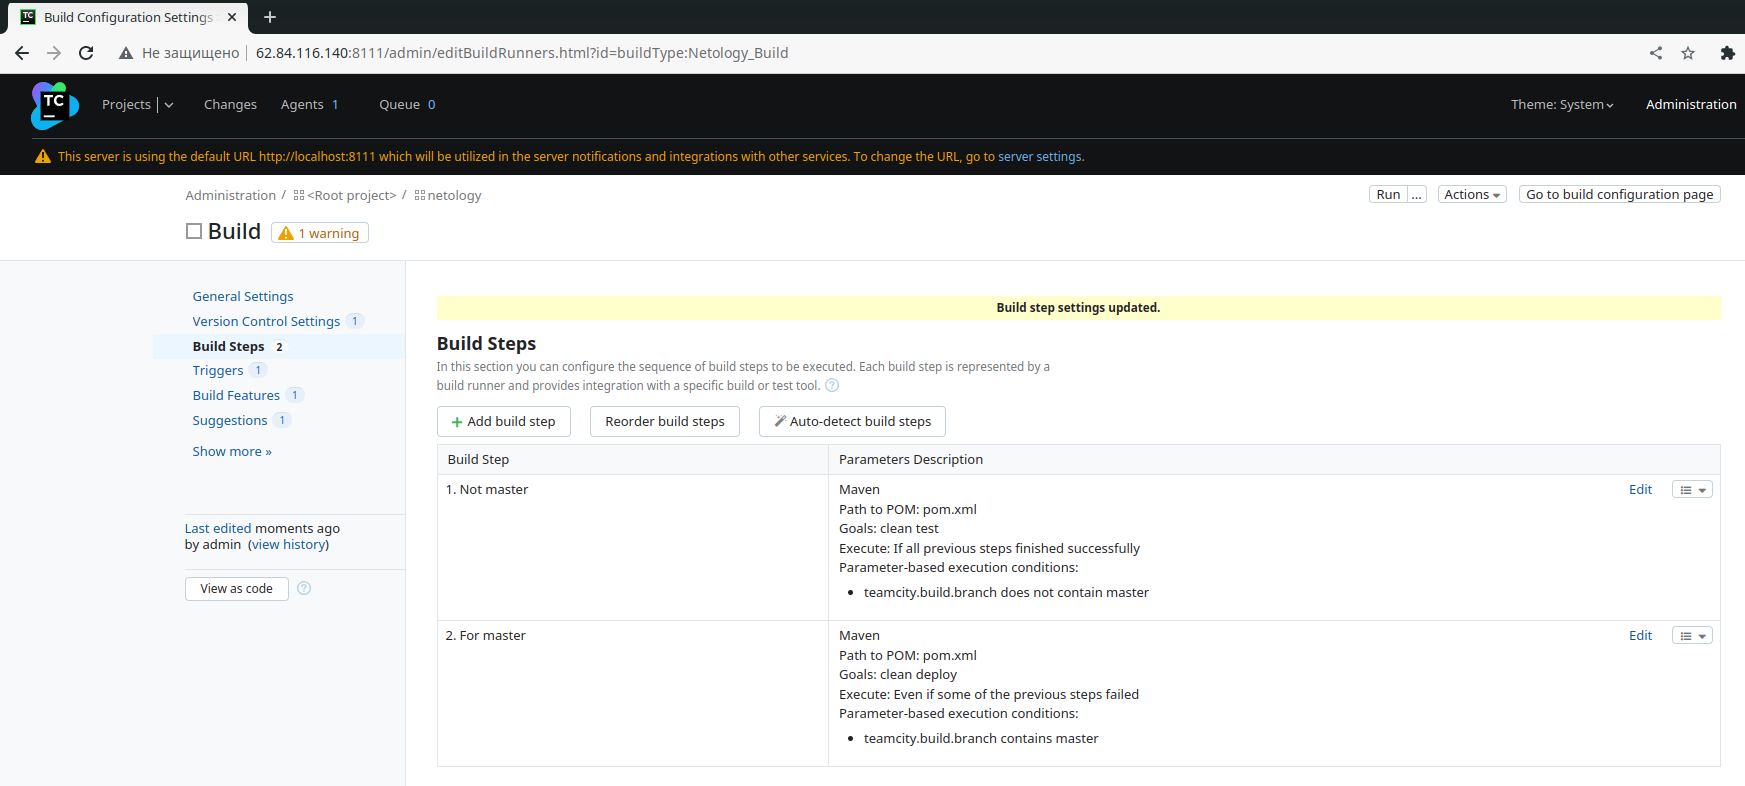 TC Build Configuration Settings
Не защищено 62.84.116.140:8111/admin/editBuildRunners.html?id=buildType:Netology_Build
TC Projects Changes Agents 1 Queue 0 Theme: System Administration
This server is using the default URL http://localhost:8111 which will be utilized in the server notifications and integrations with other services. To change the URL, go to server settings.
Administration / <Root project> / netology Run ... Actions Go to build configuration page
Build 1 warning
General Settings
Version Control Settings 1
Build Steps 2
Triggers 1
Build Features 1
Suggestions 1
Show more »
Last edited moments ago
by admin (view history)
View as code ?
Build step settings updated.
Build Steps
In this section you can configure the sequence of build steps to be executed. Each build step is represented by a
build runner and provides integration with a specific build or test tool. ?
+ Add build step Reorder build steps Auto-detect build steps
Build Step Parameters Description
1. Not master Maven Edit
Path to POM: pom.xml
Goals: clean test
Execute: If all previous steps finished successfully
Parameter-based execution conditions:
• teamcity.build.branch does not contain master
2. For master Maven Edit
Path to POM: pom.xml
Goals: clean deploy
Execute: Even if some of the previous steps failed
Parameter-based execution conditions:
• teamcity.build.branch contains master